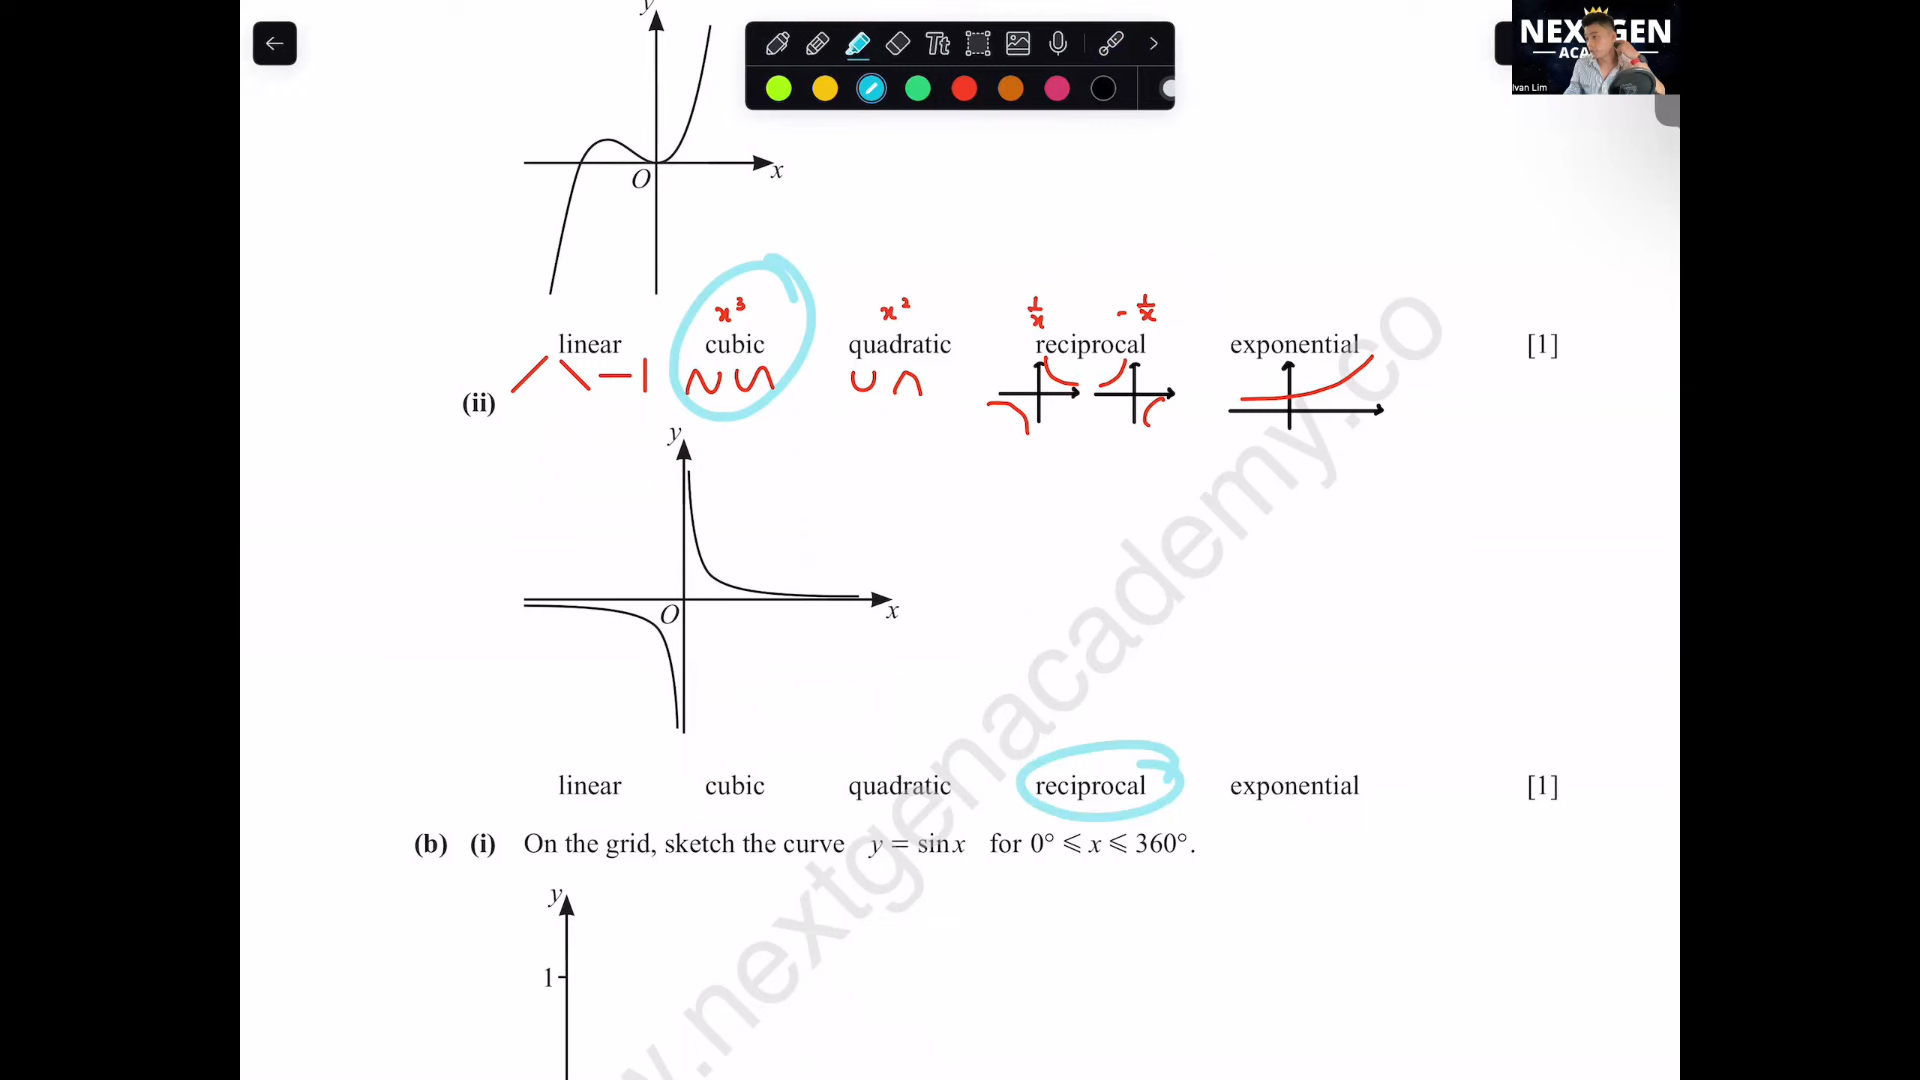 y
Tt
NEXTGEN
ACA
Ivan Lim
O
x
x³ x² 1/x - 1/x
linear cubic quadratic reciprocal exponential [1]
(ii)
y
O
x
linear cubic quadratic reciprocal exponential [1]
(b) (i) On the grid, sketch the curve y = sin x for 0° ⩽ x ⩽ 360°.
y
1
w.nextgenacademy.co